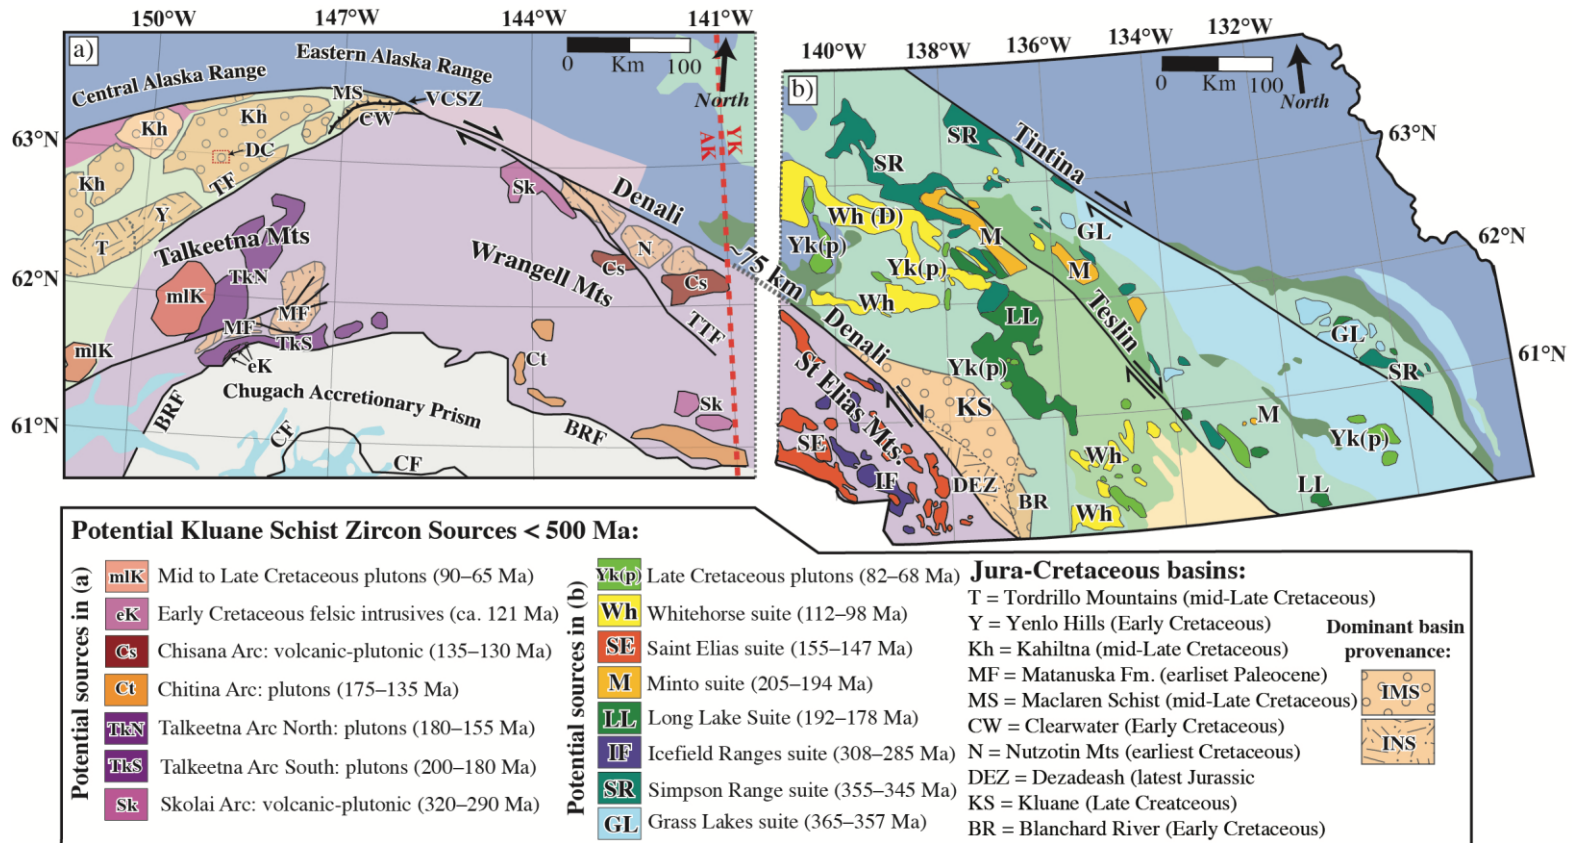 150°W
147°W
144°W
141°W
a)
Central Alaska Range
Eastern Alaska Range
0 Km 100
North
63°N
62°N
61°N
MS
VCSZ
CW
Kh
Kh
DC
Kh
TF
Y
T
Talkeetna Mts
TkN
mlK
MF
MF
TkS
mlK
eK
Sk
Denali
YK
AK
N
Cs
Cs
Wrangell Mts
TTF
Ct
Chugach Accretionary Prism
BRF
CF
CF
BRF
Sk
~75 km
140°W
138°W
136°W
134°W
132°W
b)
0 Km 100
North
63°N
62°N
61°N
SR
SR
Tintina
Wh (D)
M
GL
Yk(p)
Yk(p)
M
Wh
LL
Teslin
Denali
Yk(p)
GL
SR
St Elias Mts.
KS
M
Yk(p)
SE
IF
DEZ
BR
Wh
Wh
LL
Potential Kluane Schist Zircon Sources < 500 Ma:
Potential sources in (a)
mlK Mid to Late Cretaceous plutons (90–65 Ma)
eK Early Cretaceous felsic intrusives (ca. 121 Ma)
Cs Chisana Arc: volcanic-plutonic (135–130 Ma)
Ct Chitina Arc: plutons (175–135 Ma)
TkN Talkeetna Arc North: plutons (180–155 Ma)
TkS Talkeetna Arc South: plutons (200–180 Ma)
Sk Skolai Arc: volcanic-plutonic (320–290 Ma)
Potential sources in (b)
Yk(p) Late Cretaceous plutons (82–68 Ma)
Wh Whitehorse suite (112–98 Ma)
SE Saint Elias suite (155–147 Ma)
M Minto suite (205–194 Ma)
LL Long Lake Suite (192–178 Ma)
IF Icefield Ranges suite (308–285 Ma)
SR Simpson Range suite (355–345 Ma)
GL Grass Lakes suite (365–357 Ma)
Jura-Cretaceous basins:
T = Tordrillo Mountains (mid-Late Cretaceous)
Y = Yenlo Hills (Early Cretaceous)
Kh = Kahiltna (mid-Late Cretaceous)
MF = Matanuska Fm. (earliset Paleocene)
MS = Maclaren Schist (mid-Late Cretaceous)
CW = Clearwater (Early Cretaceous)
N = Nutzotin Mts (earliest Cretaceous)
DEZ = Dezadeash (latest Jurassic
KS = Kluane (Late Creatceous)
BR = Blanchard River (Early Cretaceous)
Dominant basin
provenance:
IMS
INS